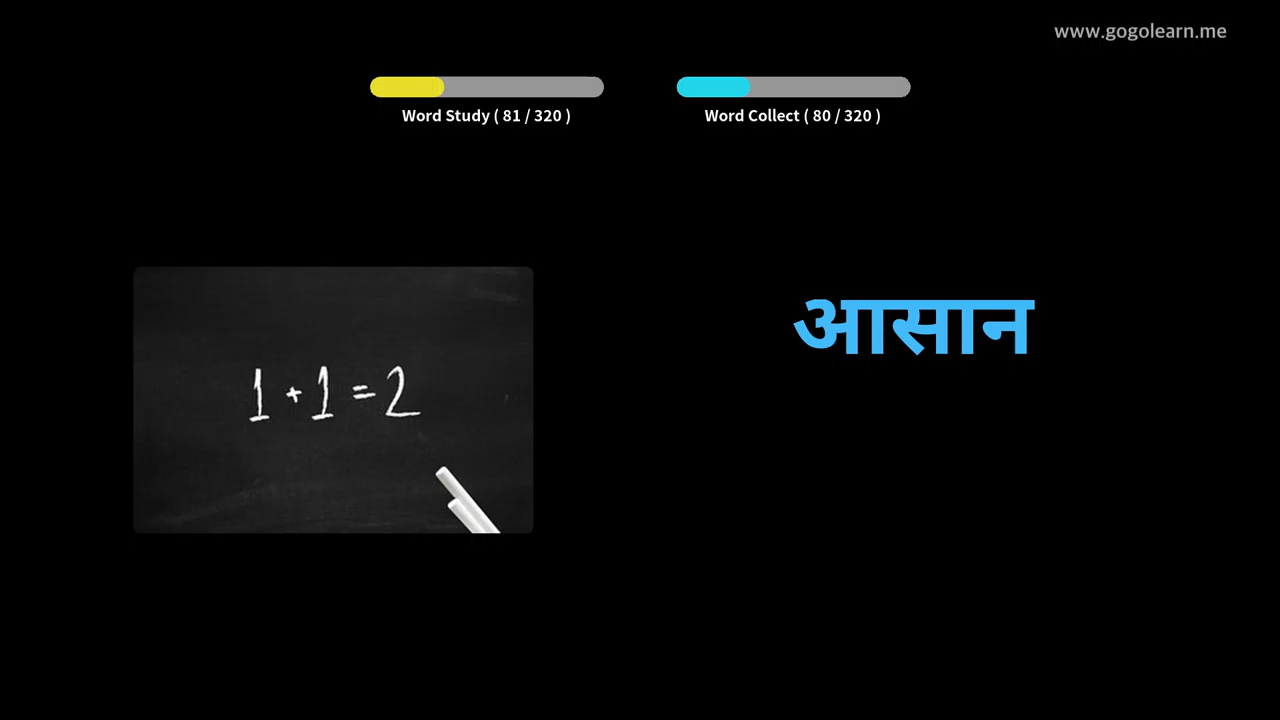 www.gogolearn.me
Word Study ( 81 / 320 )
Word Collect ( 80 / 320 )
1 + 1 = 2
आसान